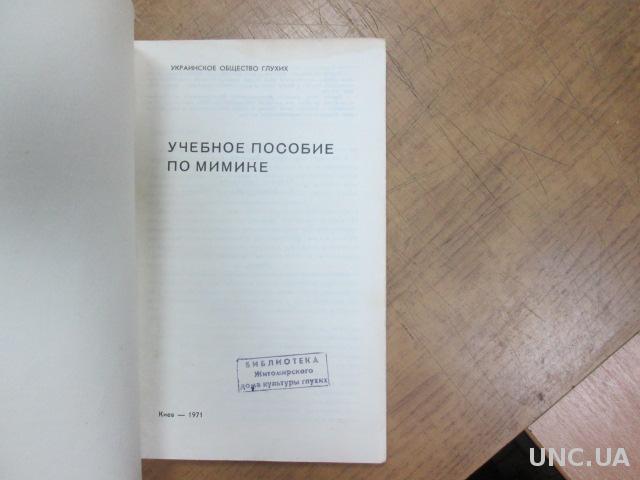 УКРАИНСКОЕ ОБЩЕСТВО ГЛУХИХ
УЧЕБНОЕ ПОСОБИЕ
ПО МИМИКЕ
БИБЛИОТЕКА
Житомирского
дома культуры глухих
Киев — 1971
UNC.UA